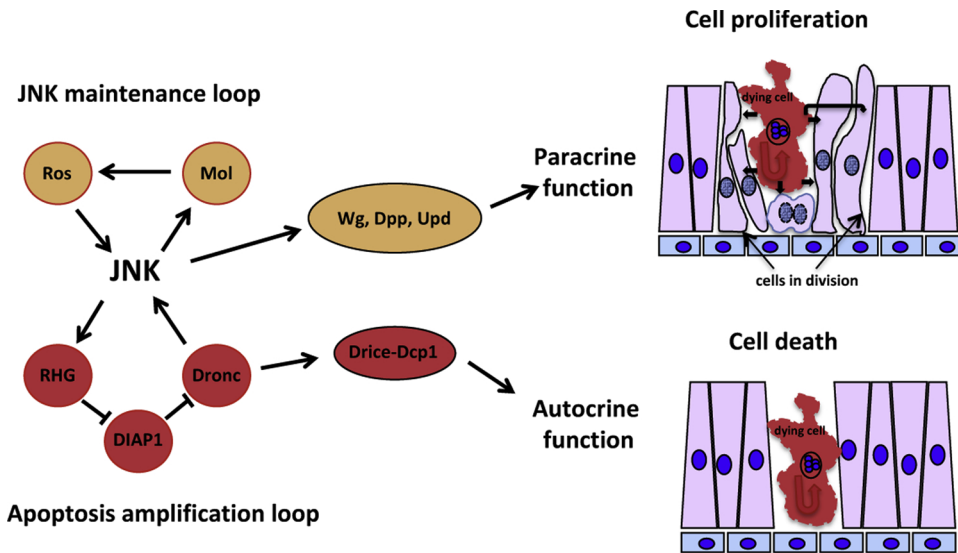 Cell proliferation
JNK maintenance loop
dying cell
Ros
Mol
Paracrine
function
Wg, Dpp, Upd
JNK
cells in division
Cell death
RHG
Dronc
Drice-Dcp1
Autocrine
function
DIAP1
dying cell
Apoptosis amplification loop